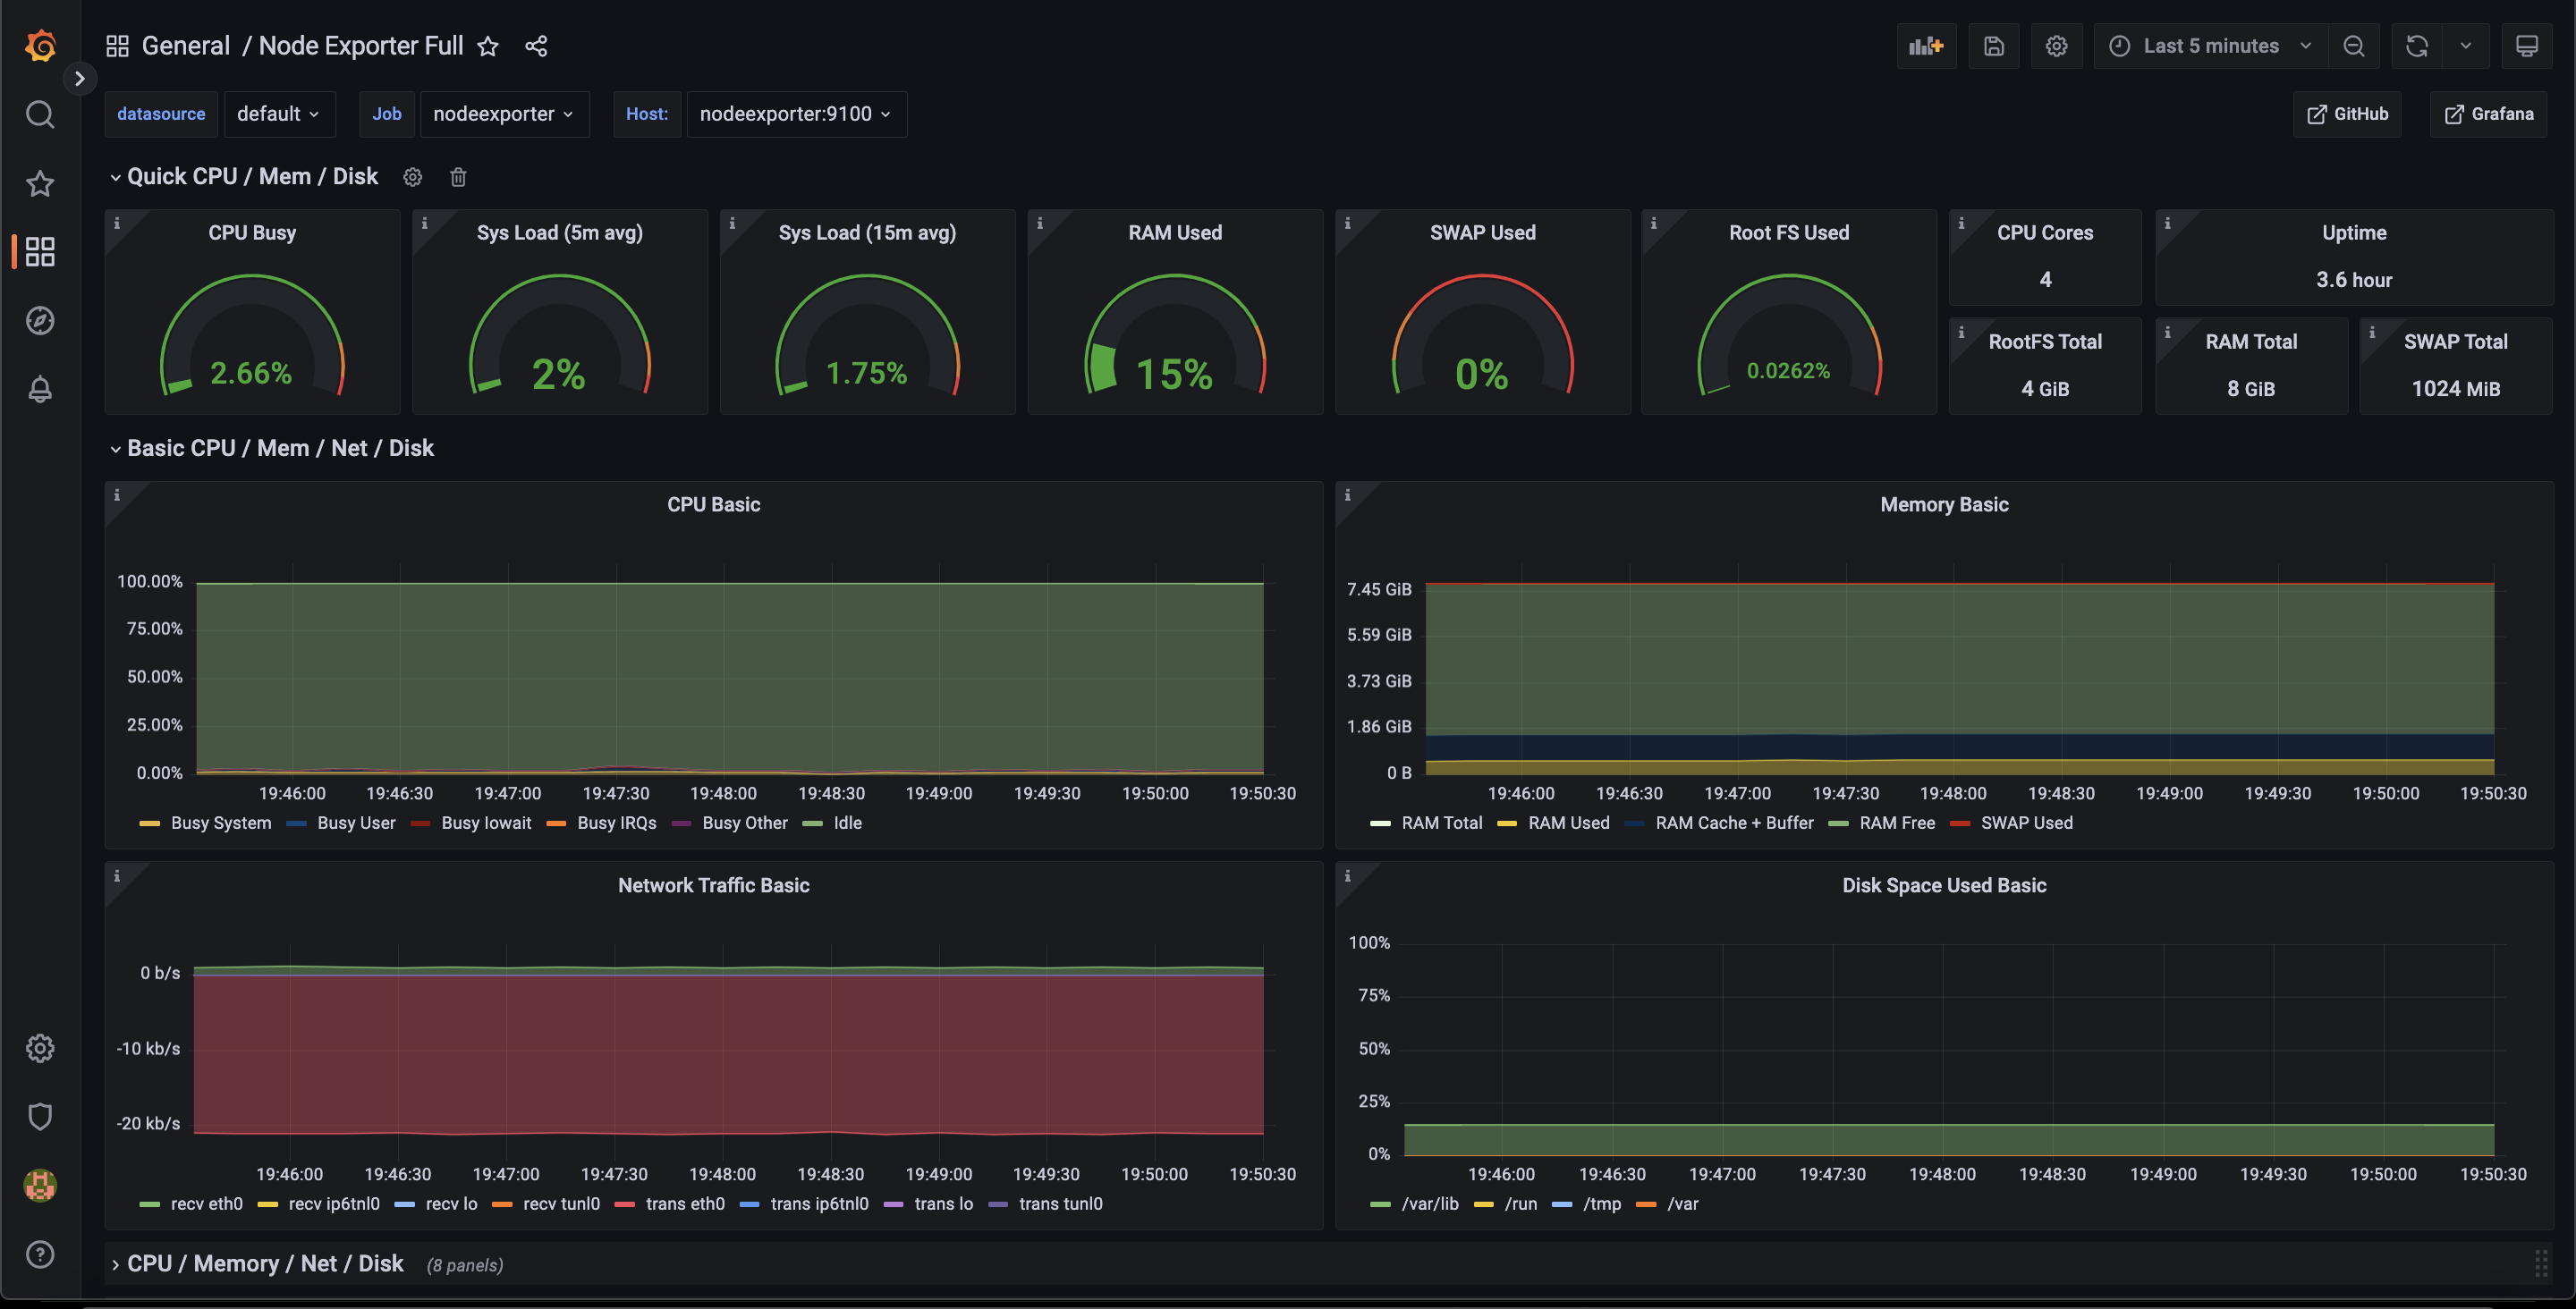 General / Node Exporter Full
Last 5 minutes
datasource default Job nodeexporter Host: nodeexporter:9100 GitHub Grafana
Quick CPU / Mem / Disk
CPU Busy
2.66%
Sys Load (5m avg)
2%
Sys Load (15m avg)
1.75%
RAM Used
15%
SWAP Used
0%
Root FS Used
0.0262%
CPU Cores
4
Uptime
3.6 hour
RootFS Total
4 GiB
RAM Total
8 GiB
SWAP Total
1024 MiB
Basic CPU / Mem / Net / Disk
CPU Basic
100.00%
75.00%
50.00%
25.00%
0.00%
19:46:00 19:46:30 19:47:00 19:47:30 19:48:00 19:48:30 19:49:00 19:49:30 19:50:00 19:50:30
Busy System Busy User Busy Iowait Busy IRQs Busy Other Idle
Memory Basic
7.45 GiB
5.59 GiB
3.73 GiB
1.86 GiB
0 B
19:46:00 19:46:30 19:47:00 19:47:30 19:48:00 19:48:30 19:49:00 19:49:30 19:50:00 19:50:30
RAM Total RAM Used RAM Cache + Buffer RAM Free SWAP Used
Network Traffic Basic
0 b/s
-10 kb/s
-20 kb/s
19:46:00 19:46:30 19:47:00 19:47:30 19:48:00 19:48:30 19:49:00 19:49:30 19:50:00 19:50:30
recv eth0 recv ip6tnl0 recv lo recv tunl0 trans eth0 trans ip6tnl0 trans lo trans tunl0
Disk Space Used Basic
100%
75%
50%
25%
0%
19:46:00 19:46:30 19:47:00 19:47:30 19:48:00 19:48:30 19:49:00 19:49:30 19:50:00 19:50:30
/var/lib /run /tmp /var
CPU / Memory / Net / Disk (8 panels)